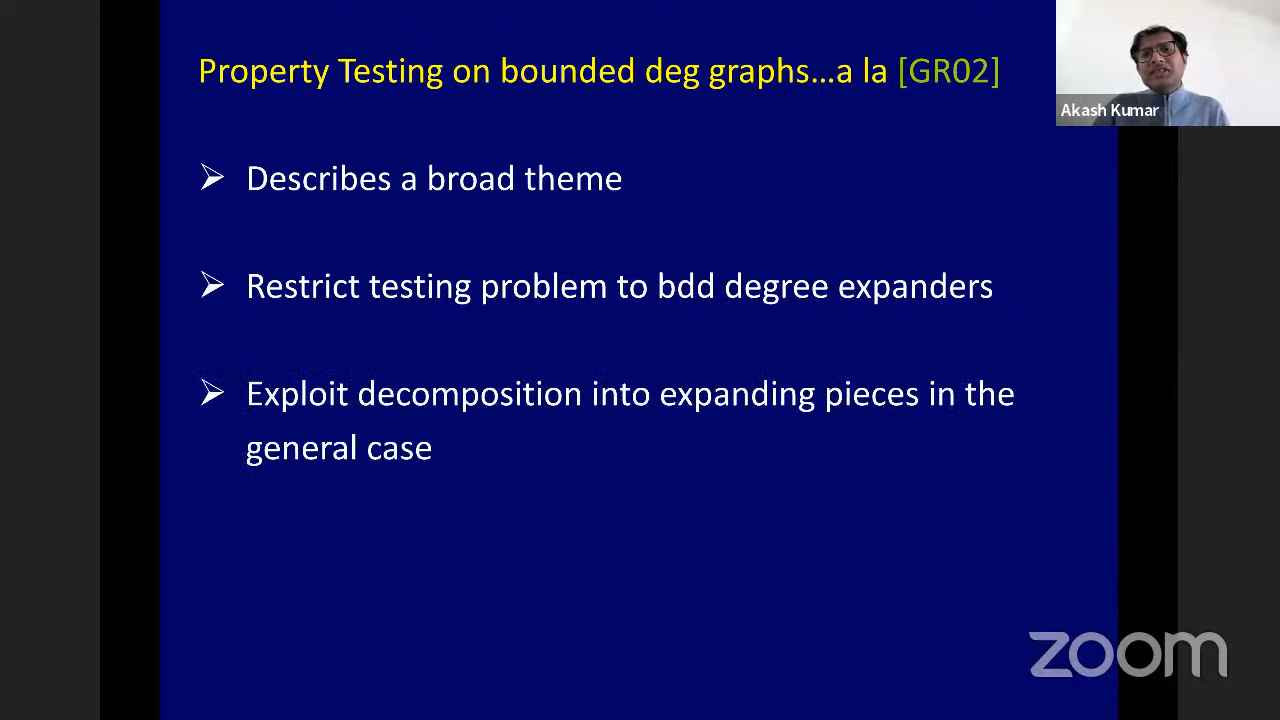 Property Testing on bounded deg graphs...a la [GR02]
Akash Kumar
Describes a broad theme
Restrict testing problem to bdd degree expanders
Exploit decomposition into expanding pieces in the
general case
zoom